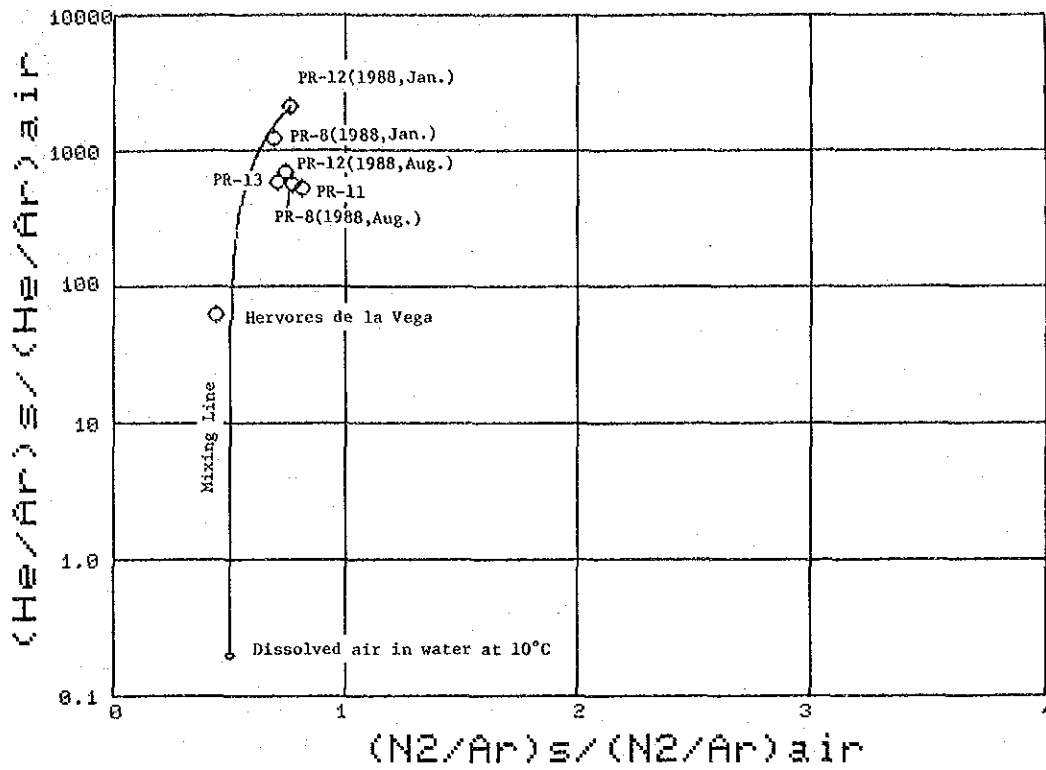 (He/Ar)s/(He/Ar)air
10000
1000
100
10
1.0
0.1
PR-12(1988,Jan.)
PR-8(1988,Jan.)
PR-12(1988,Aug.)
PR-13
PR-11
PR-8(1988,Aug.)
Hervores de la Vega
Mixing Line
Dissolved air in water at 10°C
0
1
2
3
4
(N2/Ar)s/(N2/Ar)air